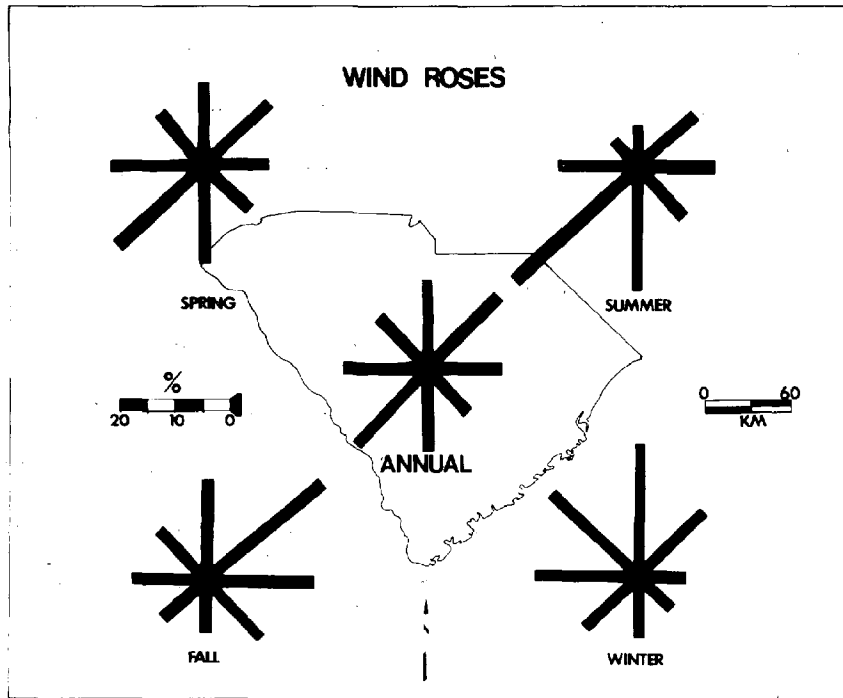 WIND ROSES
SPRING
SUMMER
%
20 10 0
0 60
KM
ANNUAL
FALL
WINTER